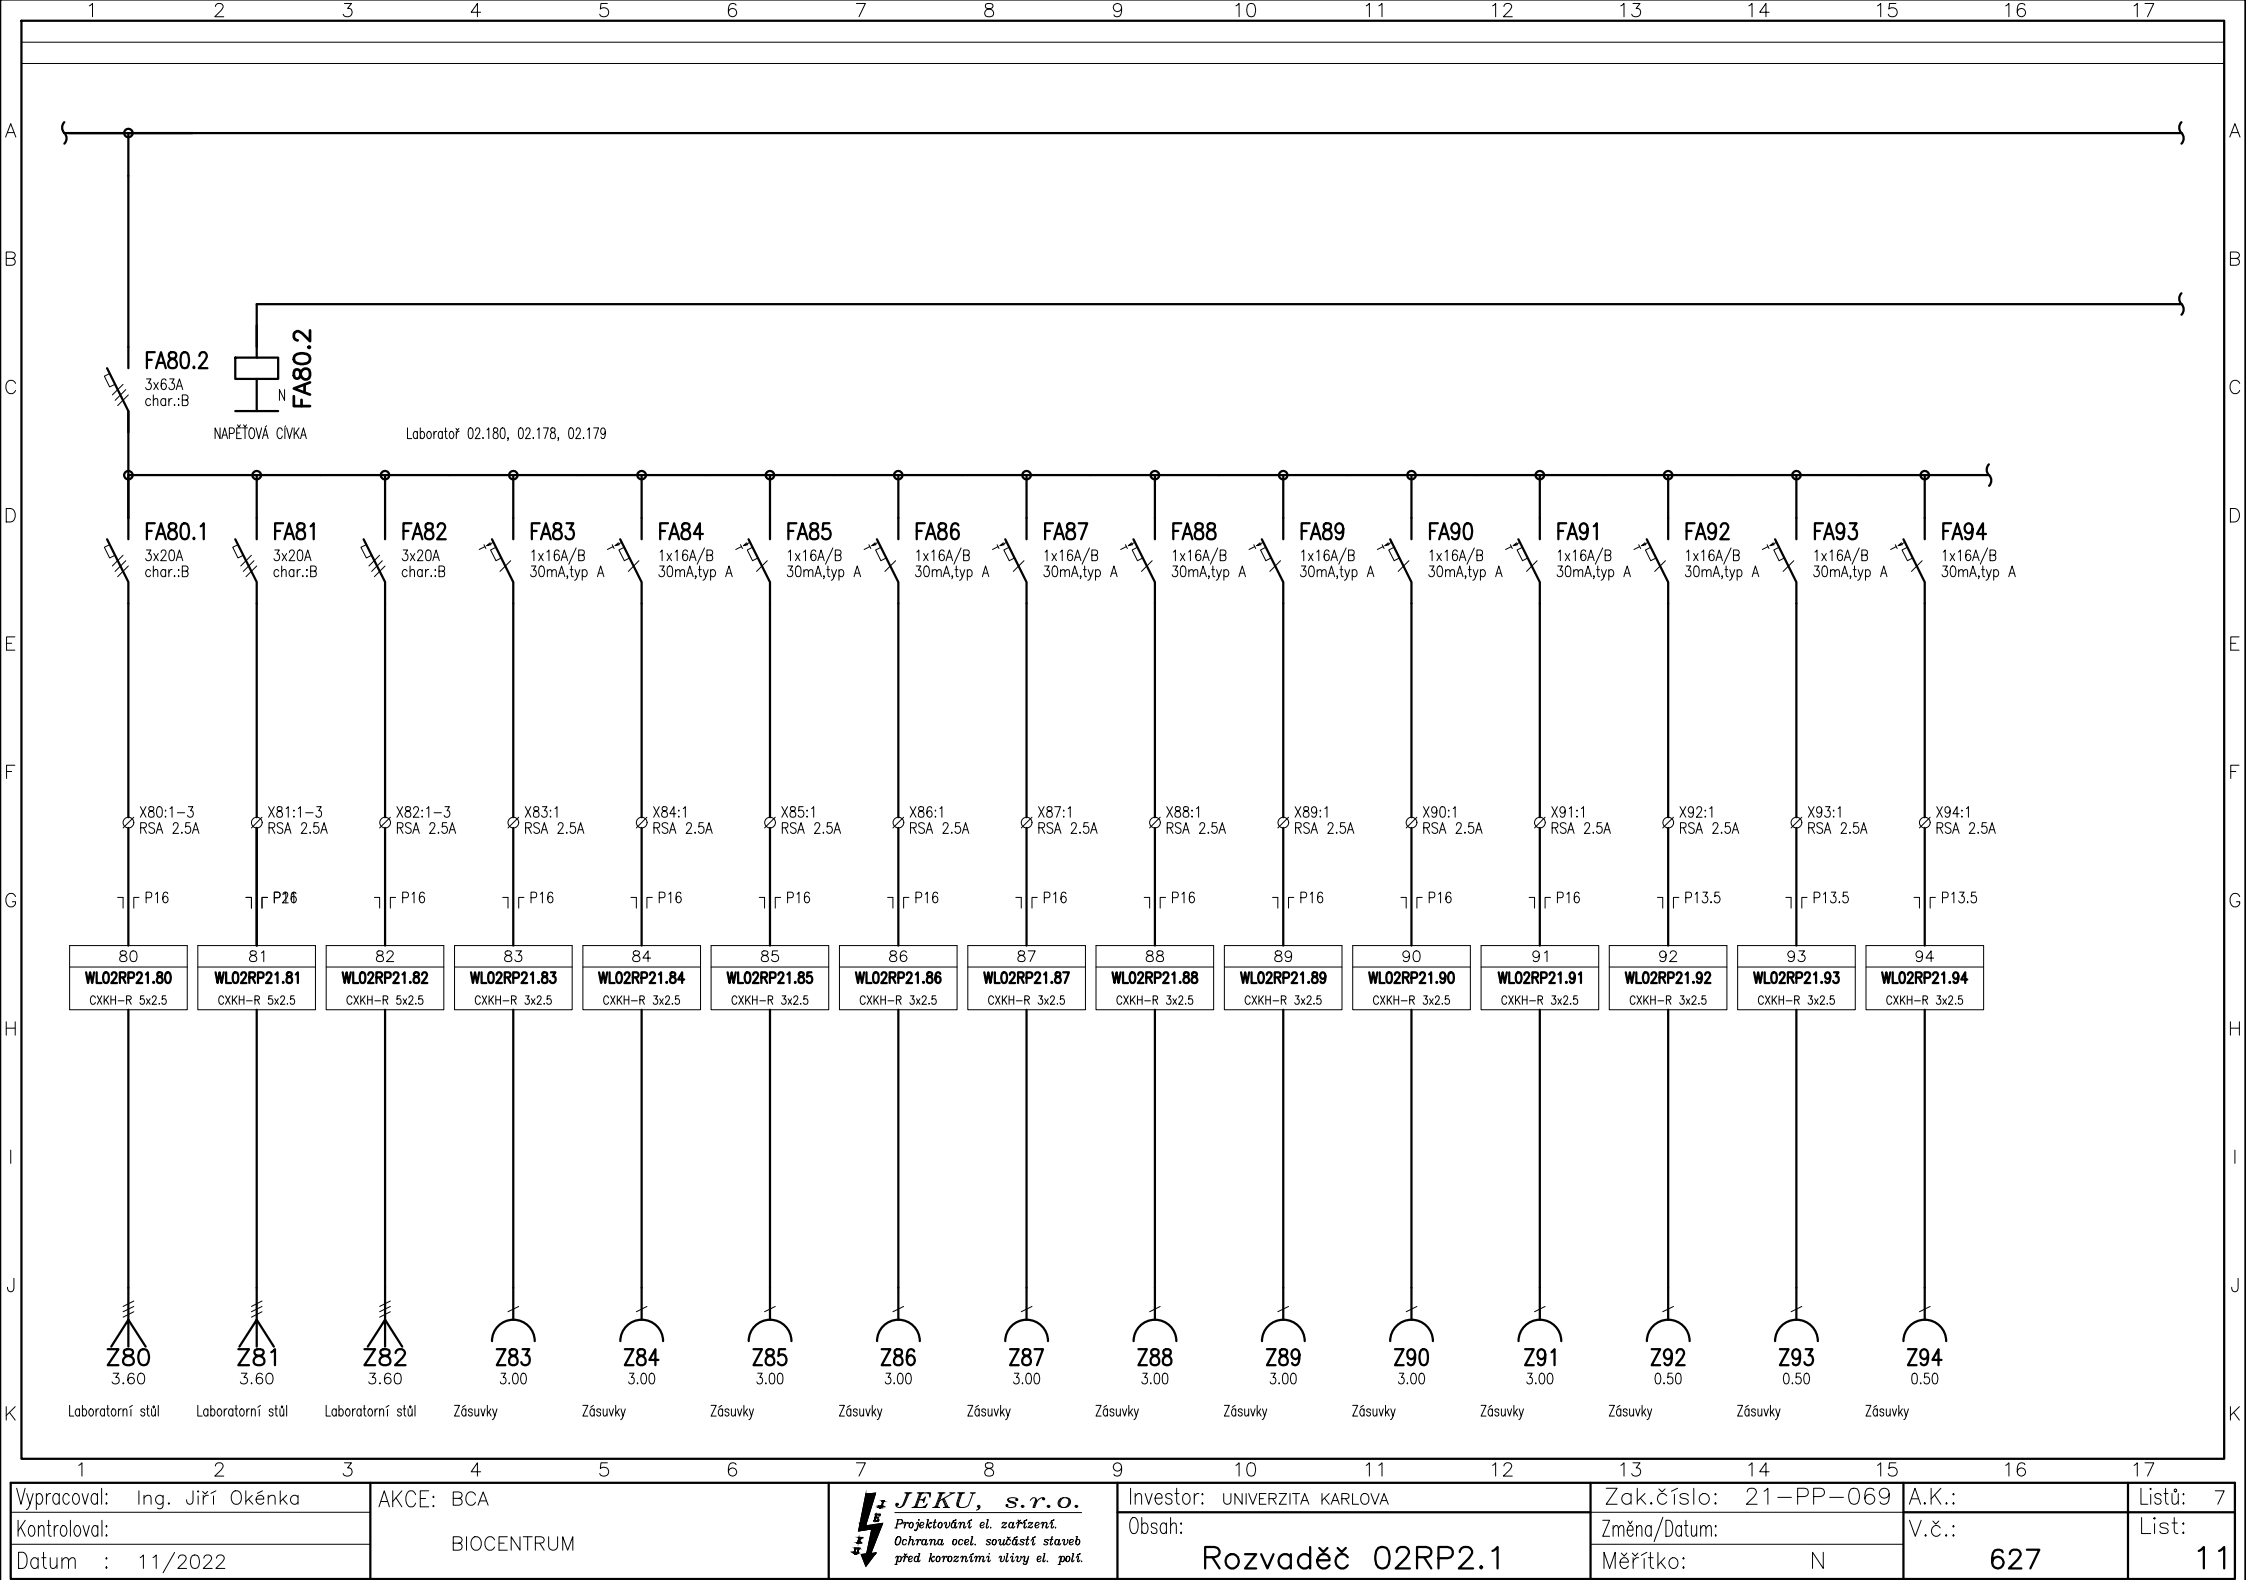 1 2 3 4 5 6 7 8 9 10 11 12 13 14 15 16 17
A A
B B
FA80.2
3x63A
char.:B
N
FA80.2
C C
NAPĚŤOVÁ CÍVKA
Laboratoř 02.180, 02.178, 02.179
D D
FA80.1 FA81 FA82 FA83 FA84 FA85 FA86 FA87 FA88 FA89 FA90 FA91 FA92 FA93 FA94
3x20A 3x20A 3x20A 1x16A/B 1x16A/B 1x16A/B 1x16A/B 1x16A/B 1x16A/B 1x16A/B 1x16A/B 1x16A/B 1x16A/B 1x16A/B 1x16A/B
char.:B char.:B char.:B 30mA,typ A 30mA,typ A 30mA,typ A 30mA,typ A 30mA,typ A 30mA,typ A 30mA,typ A 30mA,typ A 30mA,typ A 30mA,typ A 30mA,typ A 30mA,typ A
E E
F F
X80:1-3 X81:1-3 X82:1-3 X83:1 X84:1 X85:1 X86:1 X87:1 X88:1 X89:1 X90:1 X91:1 X92:1 X93:1 X94:1
RSA 2.5A RSA 2.5A RSA 2.5A RSA 2.5A RSA 2.5A RSA 2.5A RSA 2.5A RSA 2.5A RSA 2.5A RSA 2.5A RSA 2.5A RSA 2.5A RSA 2.5A RSA 2.5A RSA 2.5A
G P16 P16 P16 P16 P16 P16 P16 P16 P16 P16 P16 P13.5 P13.5 P13.5 G
80 81 82 83 84 85 86 87 88 89 90 91 92 93 94
WL02RP21.80 WL02RP21.81 WL02RP21.82 WL02RP21.83 WL02RP21.84 WL02RP21.85 WL02RP21.86 WL02RP21.87 WL02RP21.88 WL02RP21.89 WL02RP21.90 WL02RP21.91 WL02RP21.92 WL02RP21.93 WL02RP21.94
CXKH-R 5x2.5 CXKH-R 5x2.5 CXKH-R 5x2.5 CXKH-R 3x2.5 CXKH-R 3x2.5 CXKH-R 3x2.5 CXKH-R 3x2.5 CXKH-R 3x2.5 CXKH-R 3x2.5 CXKH-R 3x2.5 CXKH-R 3x2.5 CXKH-R 3x2.5 CXKH-R 3x2.5 CXKH-R 3x2.5 CXKH-R 3x2.5
H H
I I
J J
Z80 Z81 Z82 Z83 Z84 Z85 Z86 Z87 Z88 Z89 Z90 Z91 Z92 Z93 Z94
3.60 3.60 3.60 3.00 3.00 3.00 3.00 3.00 3.00 3.00 3.00 3.00 0.50 0.50 0.50
K Laboratorní stůl Laboratorní stůl Laboratorní stůl Zásuvky Zásuvky Zásuvky Zásuvky Zásuvky Zásuvky Zásuvky Zásuvky Zásuvky Zásuvky Zásuvky Zásuvky K
1 2 3 4 5 6 7 8 9 10 11 12 13 14 15 16 17
Vypracoval: Ing. Jiří Okénka
Kontroloval:
Datum : 11/2022
AKCE: BCA
BIOCENTRUM
JEKU, s.r.o.
Projektování el. zařízení.
Ochrana ocel. součástí staveb
před korozními vlivy el. polí.
Investor: UNIVERZITA KARLOVA
Obsah:
Rozvaděč 02RP2.1
Zak.číslo: 21-PP-069
Změna/Datum:
Měřítko: N
A.K.:
V.č.:
627
Listů: 7
List:
11